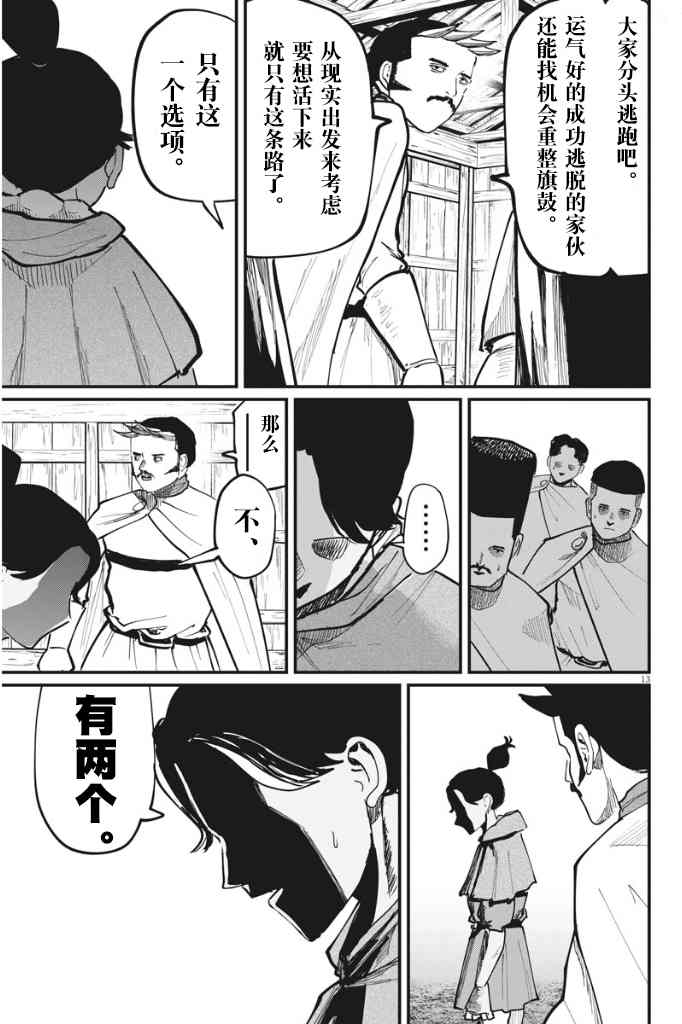 大家分头逃跑吧。
运气好的成功逃脱的家伙
还能找机会重整旗鼓。
从现实出发来考虑
要想活下来
就只有这条路了。
只有这
一个选项。
……
——那么
不、
13
有两个。